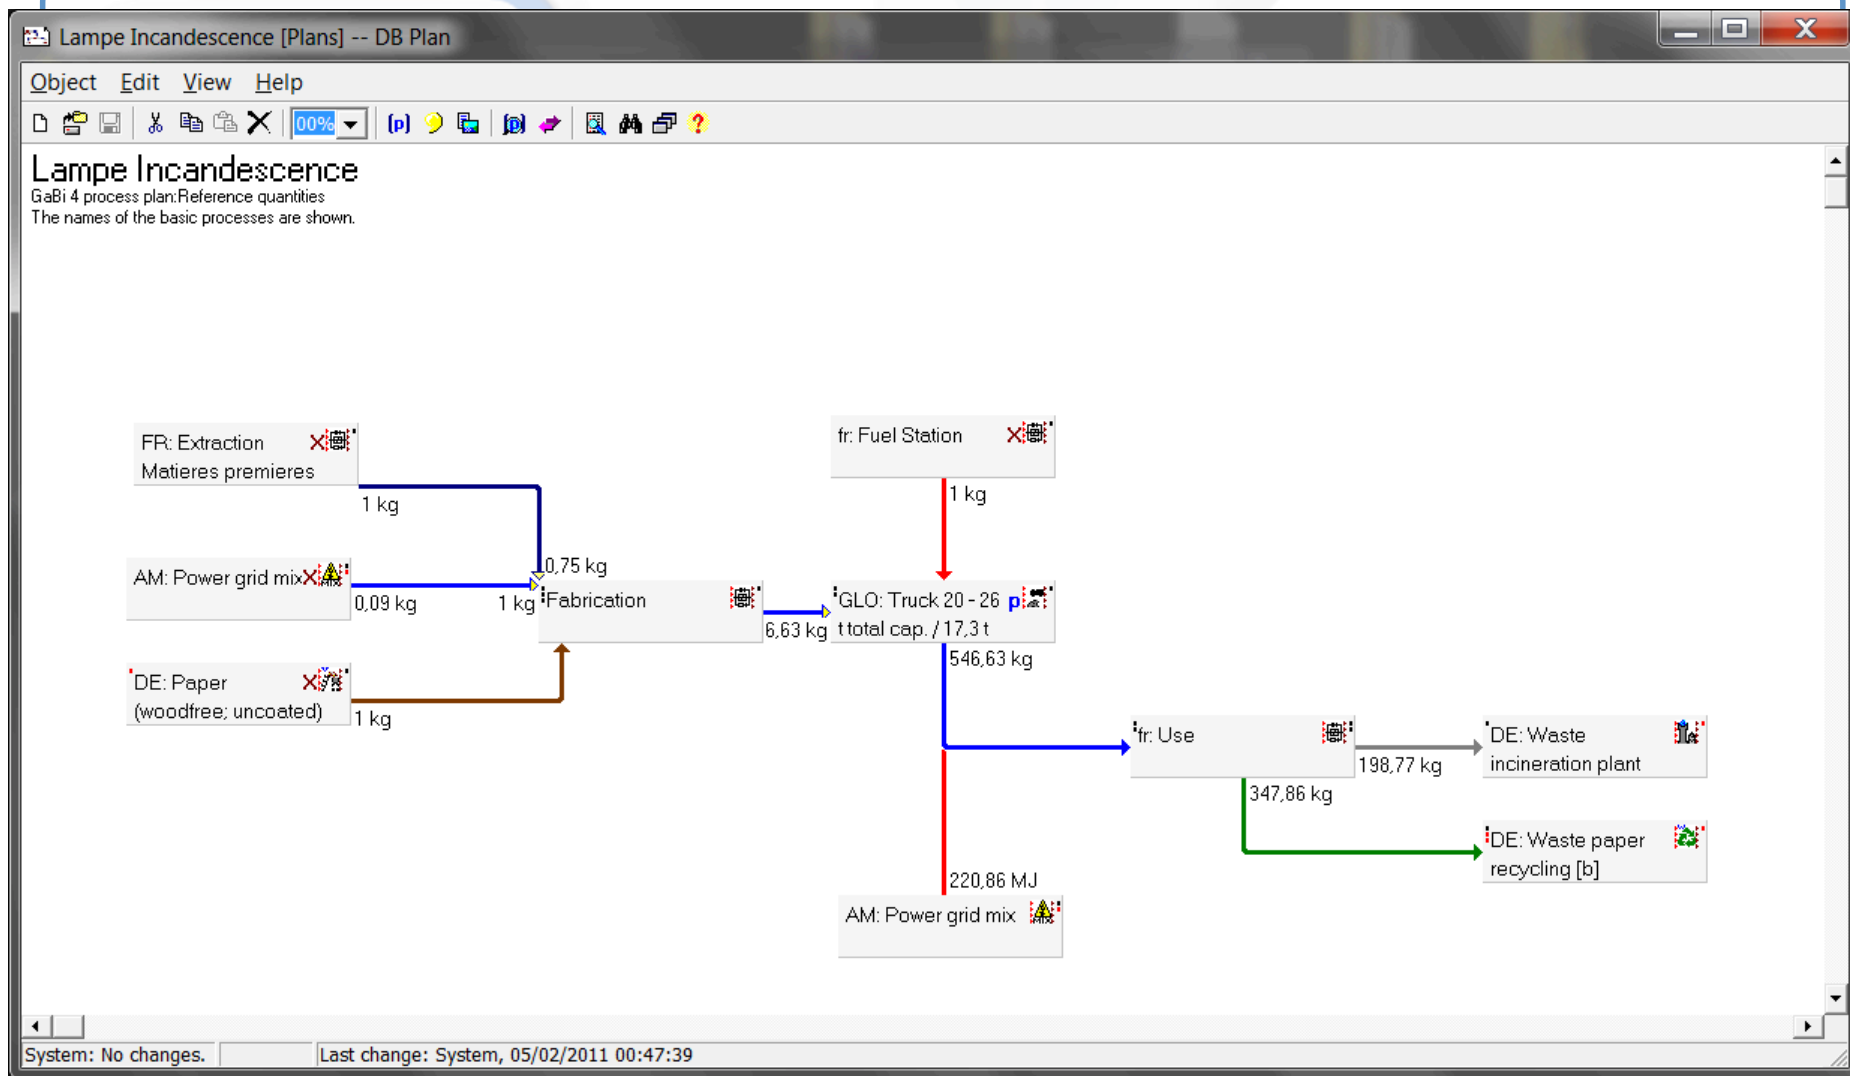 Lampe Incandescence [Plans] -- DB Plan
Object Edit View Help
00%
Lampe Incandescence
GaBi 4 process plan:Reference quantities
The names of the basic processes are shown.
FR: Extraction
Matieres premieres
1 kg
fr: Fuel Station
1 kg
AM: Power grid mix
0,09 kg
0,75 kg
1 kg
Fabrication
6,63 kg
GLO: Truck 20 - 26
t total cap. / 17,3 t
546,63 kg
DE: Paper
(woodfree; uncoated)
1 kg
fr: Use
198,77 kg
347,86 kg
DE: Waste
incineration plant
DE: Waste paper
recycling [b]
220,86 MJ
AM: Power grid mix
System: No changes.
Last change: System, 05/02/2011 00:47:39